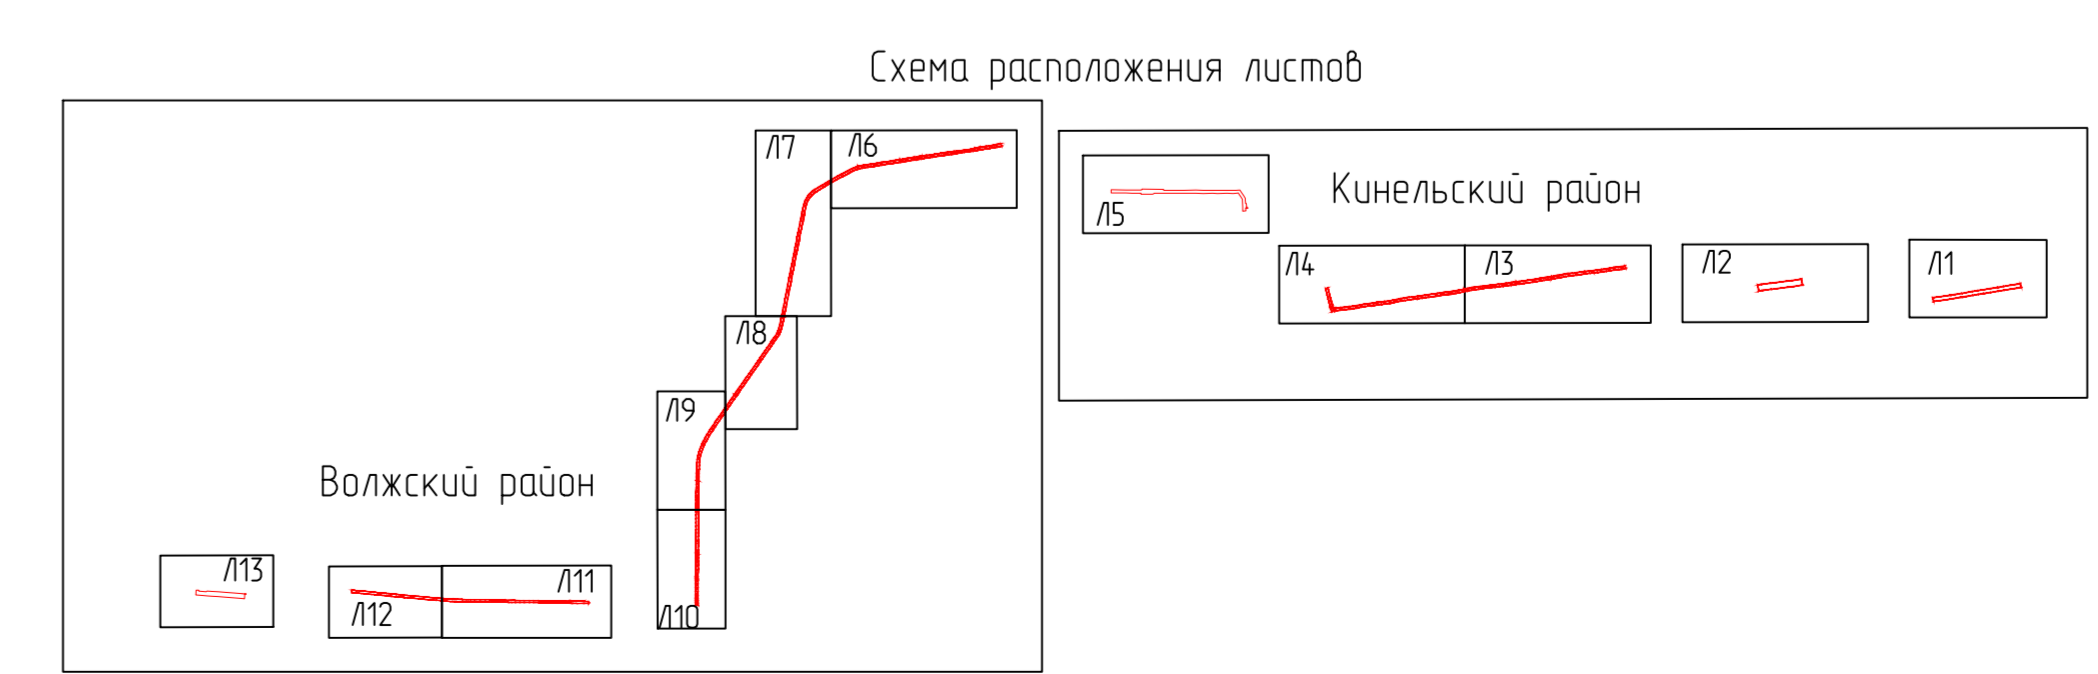 Схема расположения листов
Л7
Л6
Л8
Л9
Волжский район
Л13
Л12
Л11
Л10
Кинельский район
Л5
Л4
Л3
Л2
Л1